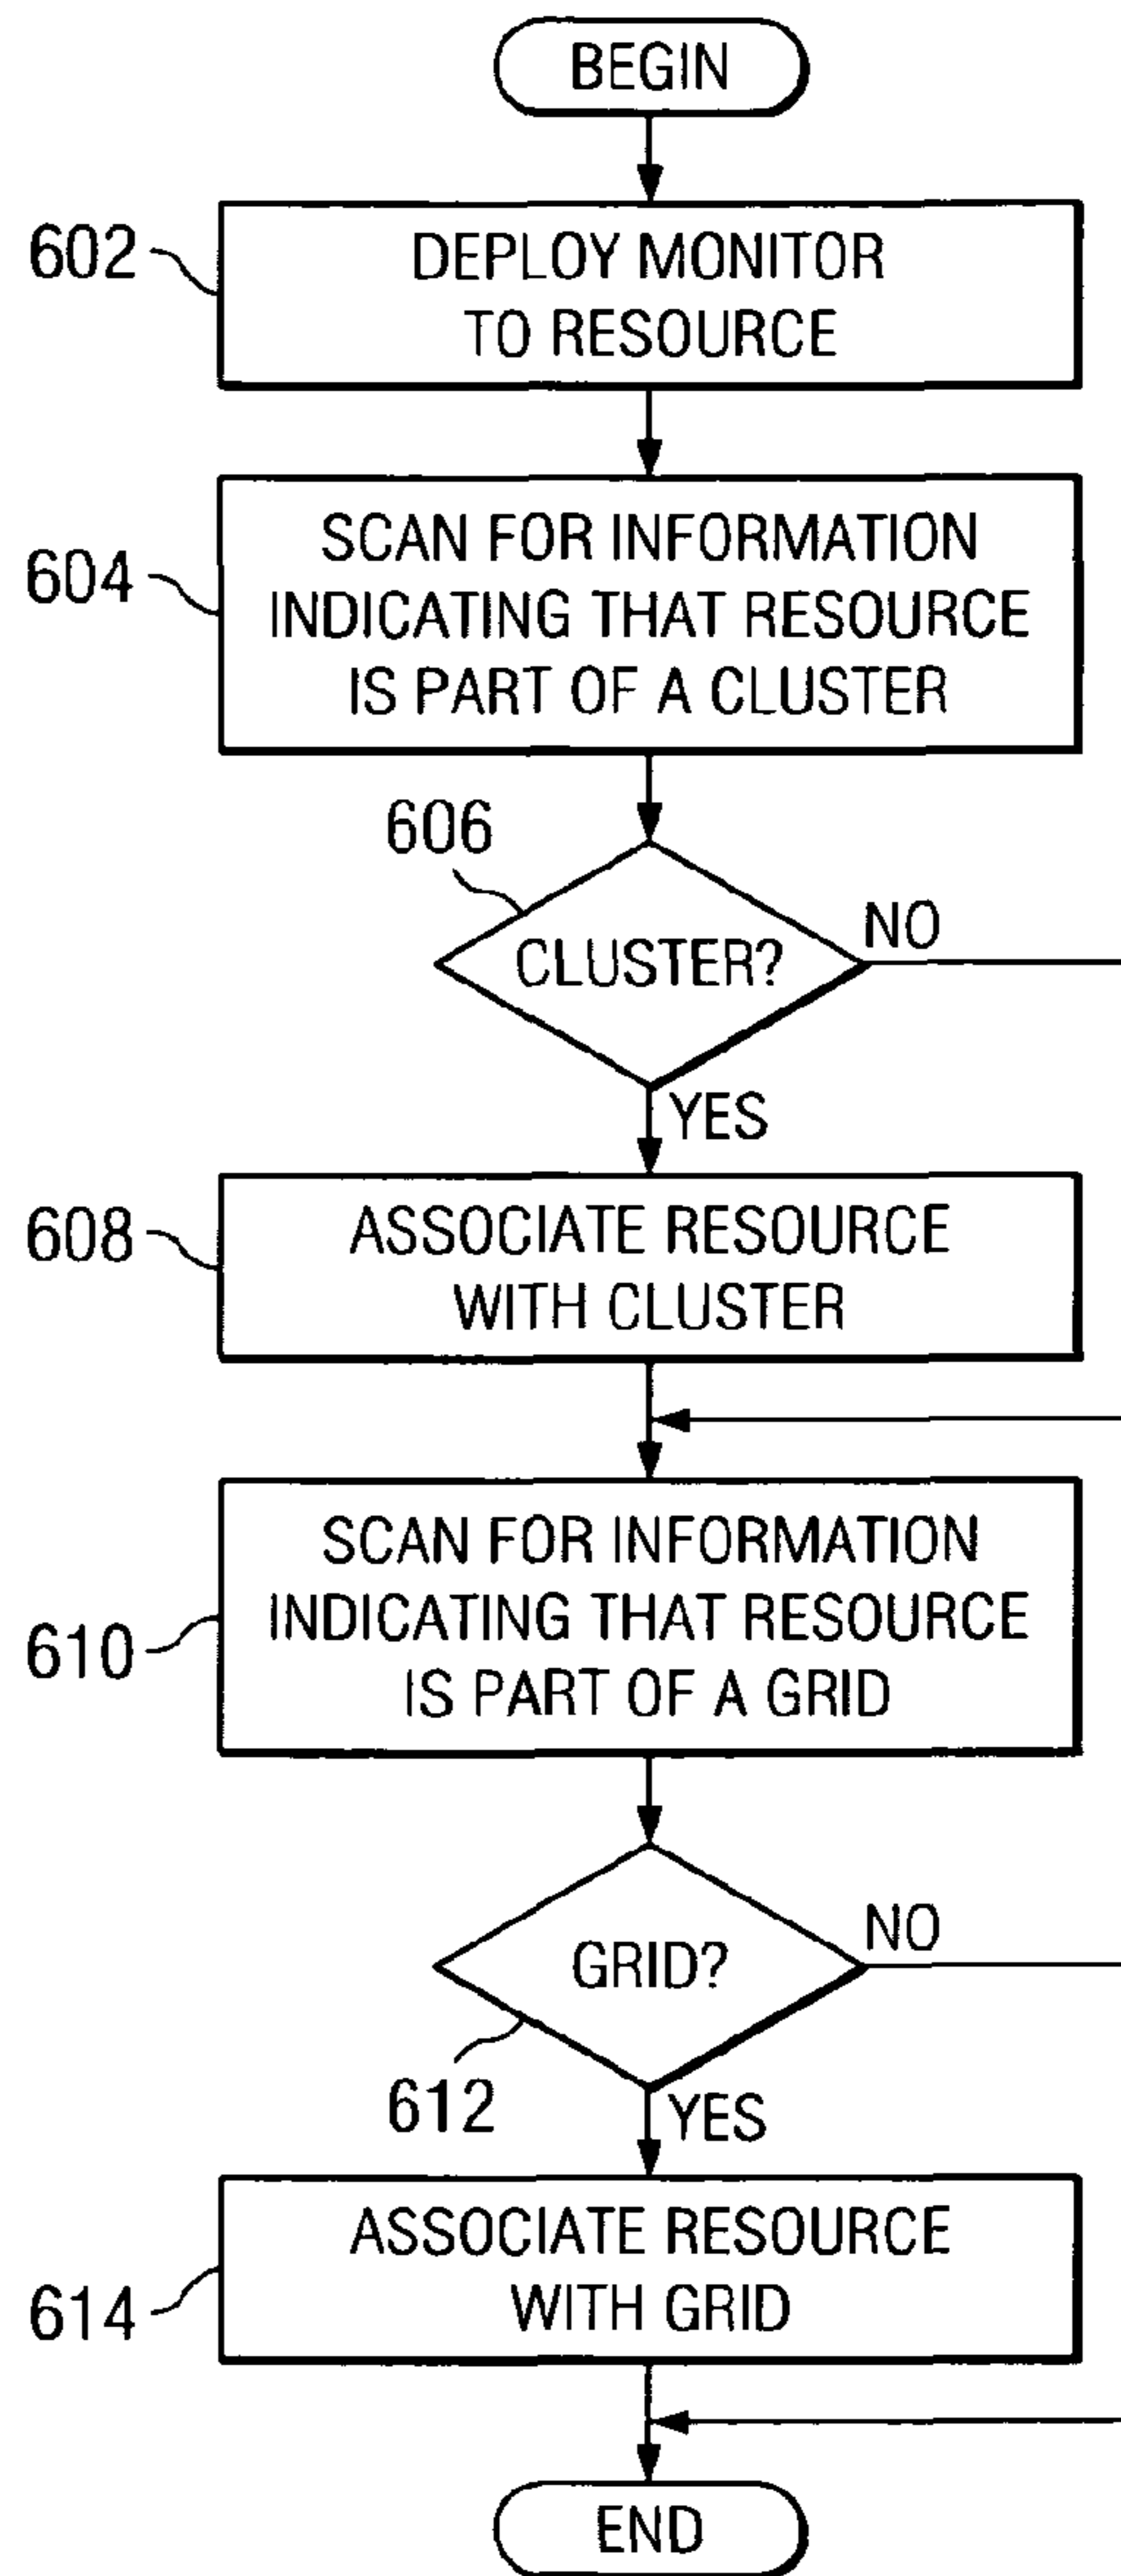 BEGIN
602
DEPLOY MONITOR
TO RESOURCE
604
SCAN FOR INFORMATION
INDICATING THAT RESOURCE
IS PART OF A CLUSTER
606
CLUSTER?
NO
YES
608
ASSOCIATE RESOURCE
WITH CLUSTER
610
SCAN FOR INFORMATION
INDICATING THAT RESOURCE
IS PART OF A GRID
GRID?
NO
612
YES
614
ASSOCIATE RESOURCE
WITH GRID
END